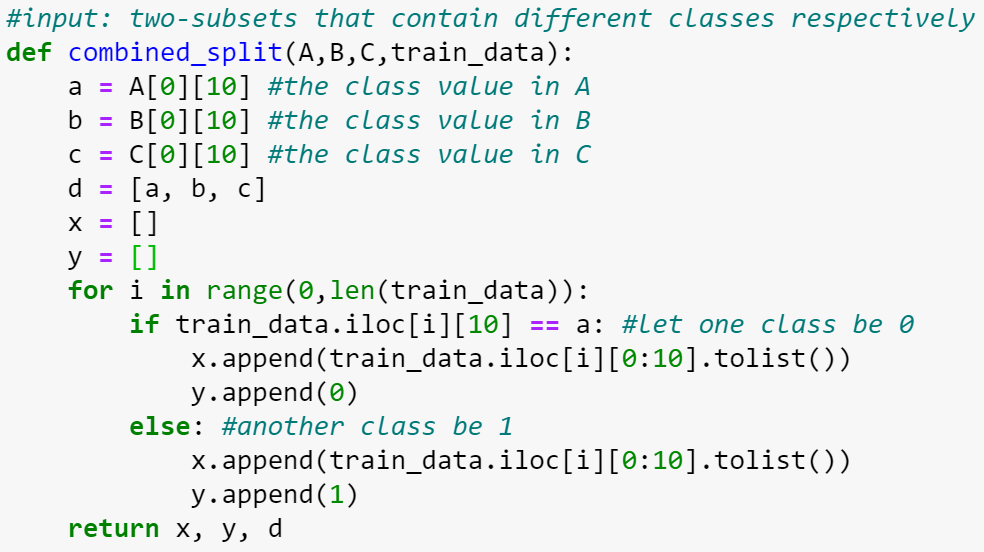 #input: two-subsets that contain different classes respectively
def combined_split(A,B,C,train_data):
    a = A[0][10] #the class value in A
    b = B[0][10] #the class value in B
    c = C[0][10] #the class value in C
    d = [a, b, c]
    x = []
    y = []
    for i in range(0,len(train_data)):
        if train_data.iloc[i][10] == a: #let one class be 0
            x.append(train_data.iloc[i][0:10].tolist())
            y.append(0)
        else: #another class be 1
            x.append(train_data.iloc[i][0:10].tolist())
            y.append(1)
    return x, y, d